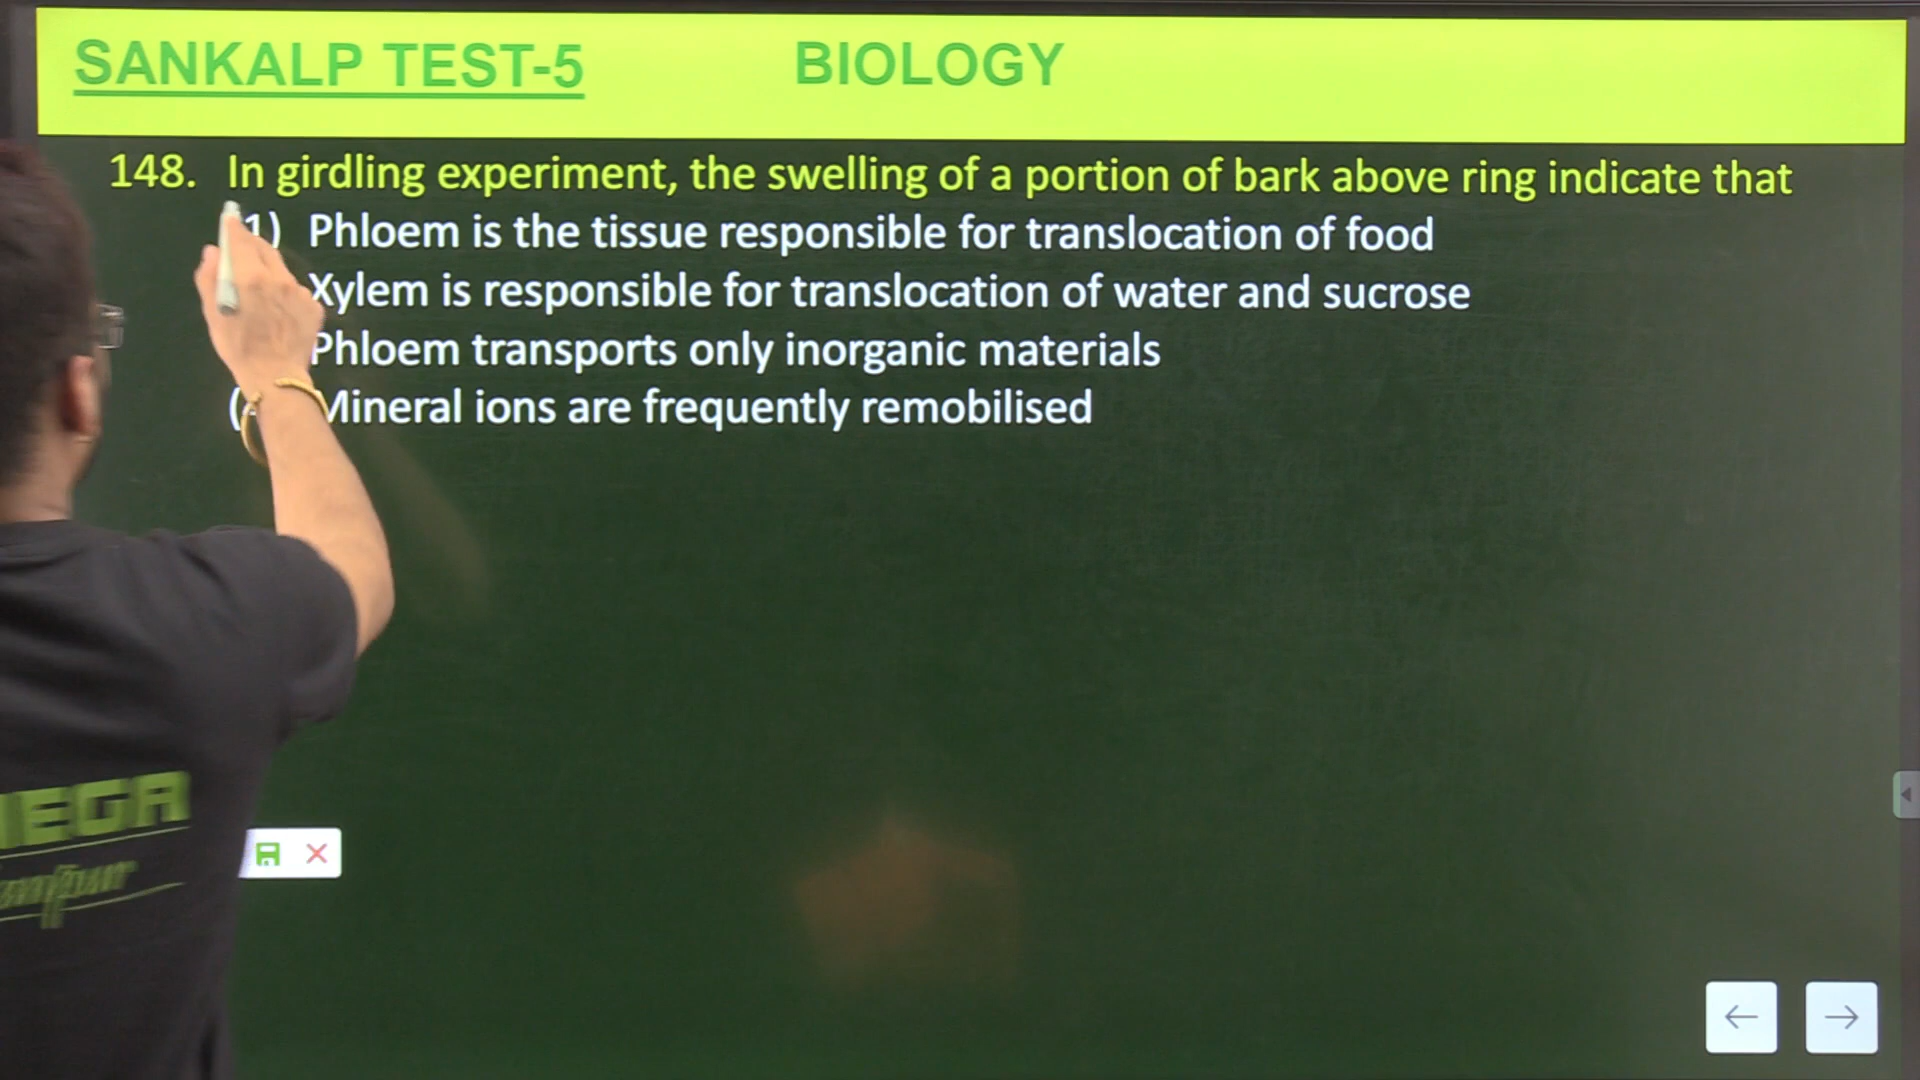 SANKALP TEST-5 BIOLOGY
148. In girdling experiment, the swelling of a portion of bark above ring indicate that
1) Phloem is the tissue responsible for translocation of food
Xylem is responsible for translocation of water and sucrose
Phloem transports only inorganic materials
( Mineral ions are frequently remobilised
EGA